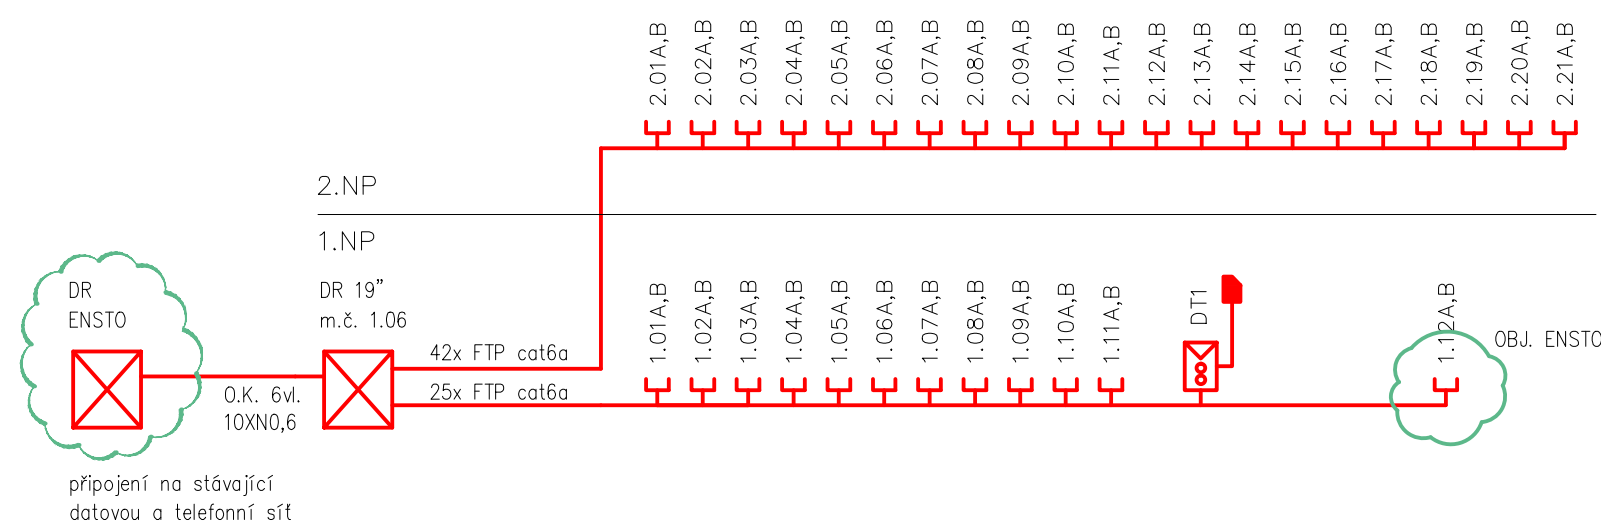 2.01A,B
2.02A,B
2.03A,B
2.04A,B
2.05A,B
2.06A,B
2.07A,B
2.08A,B
2.09A,B
2.10A,B
2.11A,B
2.12A,B
2.13A,B
2.14A,B
2.15A,B
2.16A,B
2.17A,B
2.18A,B
2.19A,B
2.20A,B
2.21A,B
2.NP
1.NP
DR
ENSTO
DR 19"
m.č. 1.06
42x FTP cat6a
25x FTP cat6a
O.K. 6vl.
10XN0,6
1.01A,B
1.02A,B
1.03A,B
1.04A,B
1.05A,B
1.06A,B
1.07A,B
1.08A,B
1.09A,B
1.10A,B
1.11A,B
DT1
1.12A,B
OBJ. ENSTO
připojení na stávající
datovou a telefonní síť